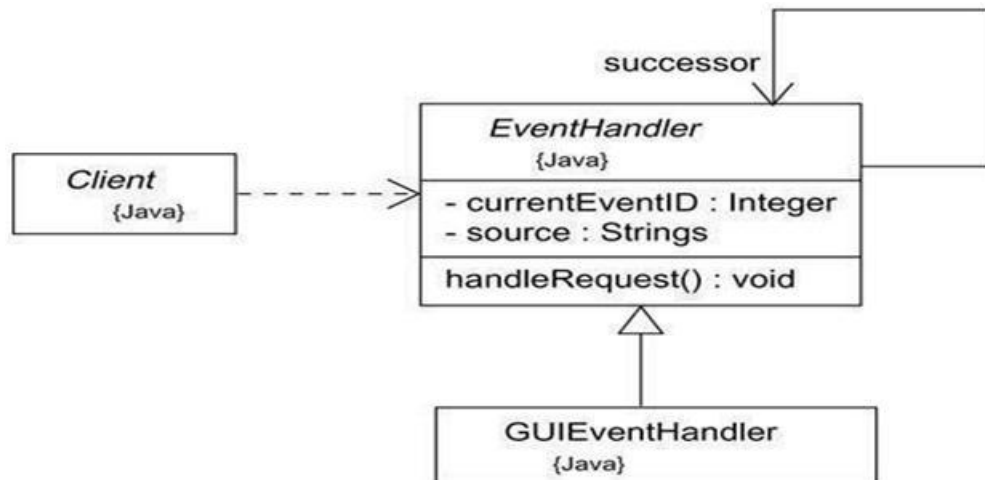 successor
EventHandler
{Java}
Client
{Java}
- currentEventID : Integer
- source : Strings
handleRequest() : void
GUIEventHandler
{Java}